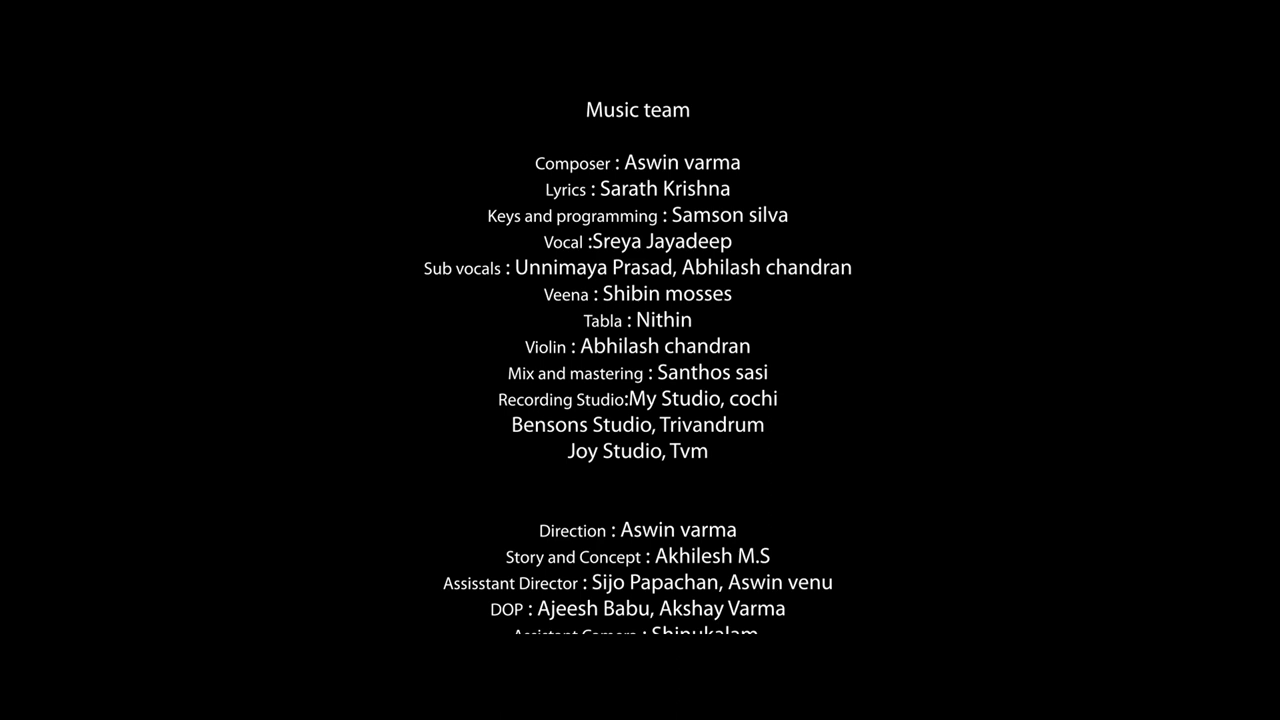 Music team
Composer : Aswin varma
Lyrics : Sarath Krishna
Keys and programming : Samson silva
Vocal :Sreya Jayadeep
Sub vocals : Unnimaya Prasad, Abhilash chandran
Veena : Shibin mosses
Tabla : Nithin
Violin : Abhilash chandran
Mix and mastering : Santhos sasi
Recording Studio:My Studio, cochi
Bensons Studio, Trivandrum
Joy Studio, Tvm
Direction : Aswin varma
Story and Concept : Akhilesh M.S
Assisstant Director : Sijo Papachan, Aswin venu
DOP : Ajeesh Babu, Akshay Varma
Assistant Camera : Shinukalam